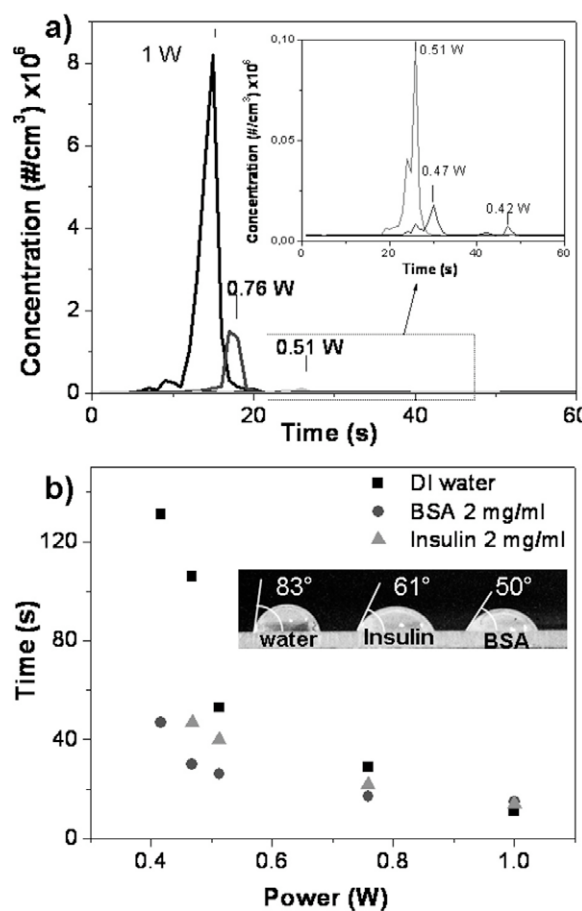 a)
1 W
0.76 W
0.51 W
Concentration (#/cm³) x10⁶
8
6
4
2
0
0 20 40 60
Time (s)
0.51 W
0.47 W
0.42 W
Concentration (#/cm³)
0,10
0,05
0,00
0 10 20 30 40 50 60
Time (s)
b)
DI water
BSA 2 mg/ml
Insulin 2 mg/ml
83° 61° 50°
water Insulin BSA
Time (s)
120
80
40
0
0.4 0.6 0.8 1.0
Power (W)